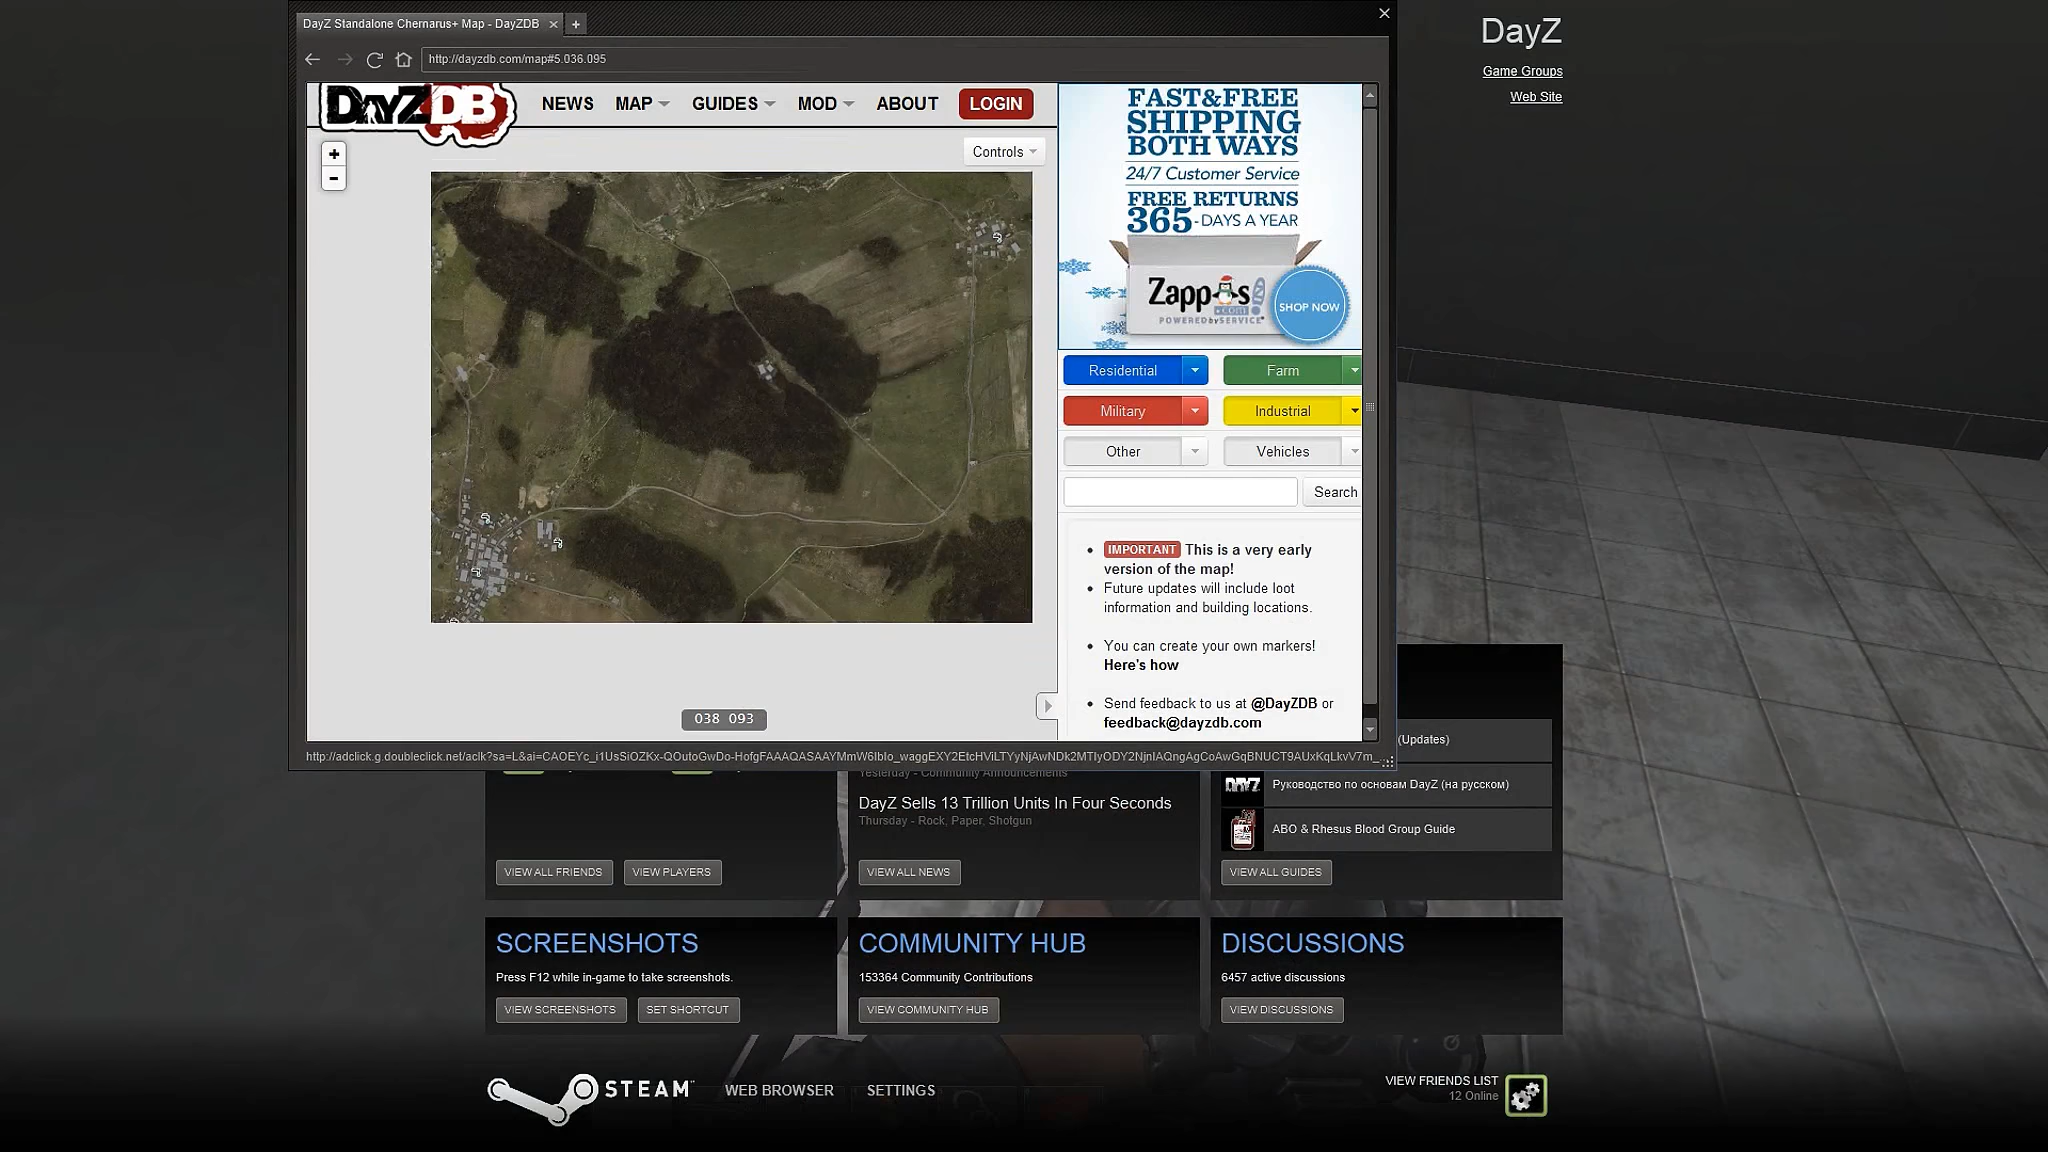 DayZ Standalone Chernarus+ Map - DayZDB
http://dayzdb.com/map#5.036.095
DayZ
Game Groups
Web Site
DAYZDB
NEWS MAP GUIDES MOD ABOUT LOGIN
Controls
+
-
038 093
FAST&FREE
SHIPPING
BOTH WAYS
24/7 Customer Service
FREE RETURNS
365-DAYS A YEAR
Zappos
.com
POWERED by SERVICE
SHOP NOW
Residential Farm
Military Industrial
Other Vehicles
Search
IMPORTANT This is a very early
version of the map!
Future updates will include loot
information and building locations.
You can create your own markers!
Here's how
Send feedback to us at @DayZDB or
feedback@dayzdb.com
(Updates)
Yesterday - Community Announcements
DayZ Sells 13 Trillion Units In Four Seconds
Thursday - Rock, Paper, Shotgun
DAYZ
Руководство по основам DayZ (на русском)
ABO & Rhesus Blood Group Guide
VIEW ALL FRIENDS VIEW PLAYERS
VIEW ALL NEWS
VIEW ALL GUIDES
SCREENSHOTS
Press F12 while in-game to take screenshots.
VIEW SCREENSHOTS SET SHORTCUT
COMMUNITY HUB
153364 Community Contributions
VIEW COMMUNITY HUB
DISCUSSIONS
6457 active discussions
VIEW DISCUSSIONS
STEAM
WEB BROWSER SETTINGS
VIEW FRIENDS LIST
12 Online